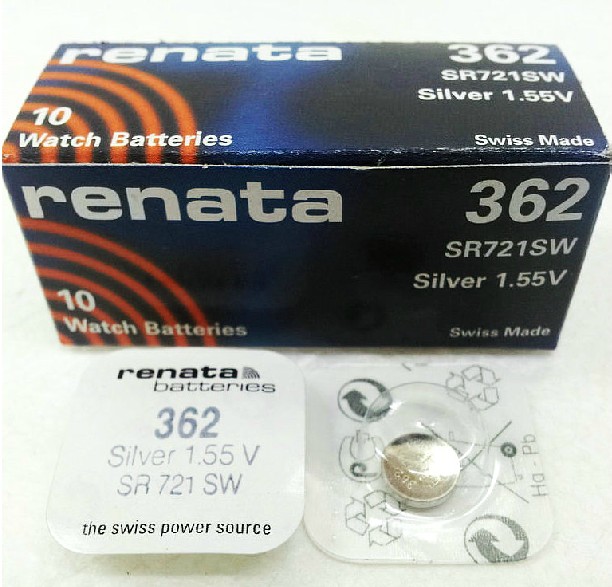 renata
362
SR721SW
Silver 1.55V
10
Watch Batteries
Swiss Made
renata
362
SR721SW
Silver 1.55V
10
Watch Batteries
Swiss Made
renata
batteries
362
Silver 1.55 V
SR 721 SW
the swiss power source
362
Hg - Pb